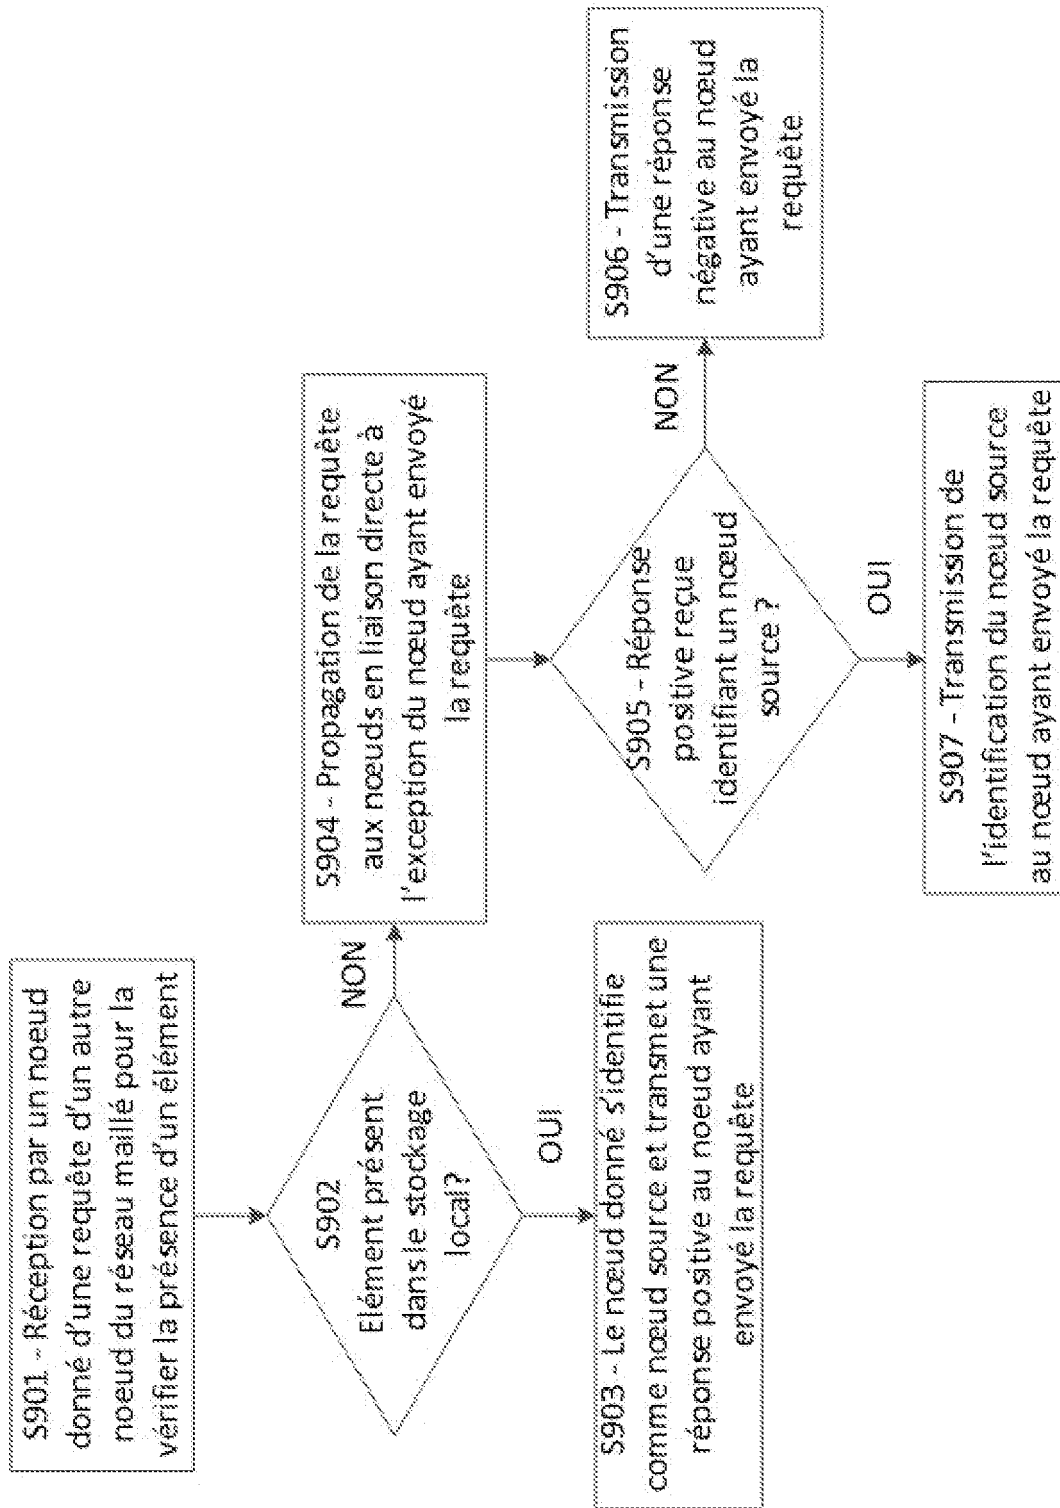 S901 - Réception par un noeud
donné d'une requête d'un autre
noeud du réseau maillé pour la
vérifier la présence d'un élément
S902
Elément présent
dans le stockage
local?
NON
OUI
S903 - Le nœud donné s'identifie
comme nœud source et transmet une
réponse positive au noeud ayant
envoyé la requête
S904 - Propagation de la requête
aux nœuds en liaison directe à
l'exception du nœud ayant envoyé
la requête
S905 - Réponse
positive reçue
identifiant un nœud
source ?
NON
OUI
S906 - Transmission
d'une réponse
négative au nœud
ayant envoyé la
requête
S907 - Transmission de
l'identification du nœud source
au nœud ayant envoyé la requête